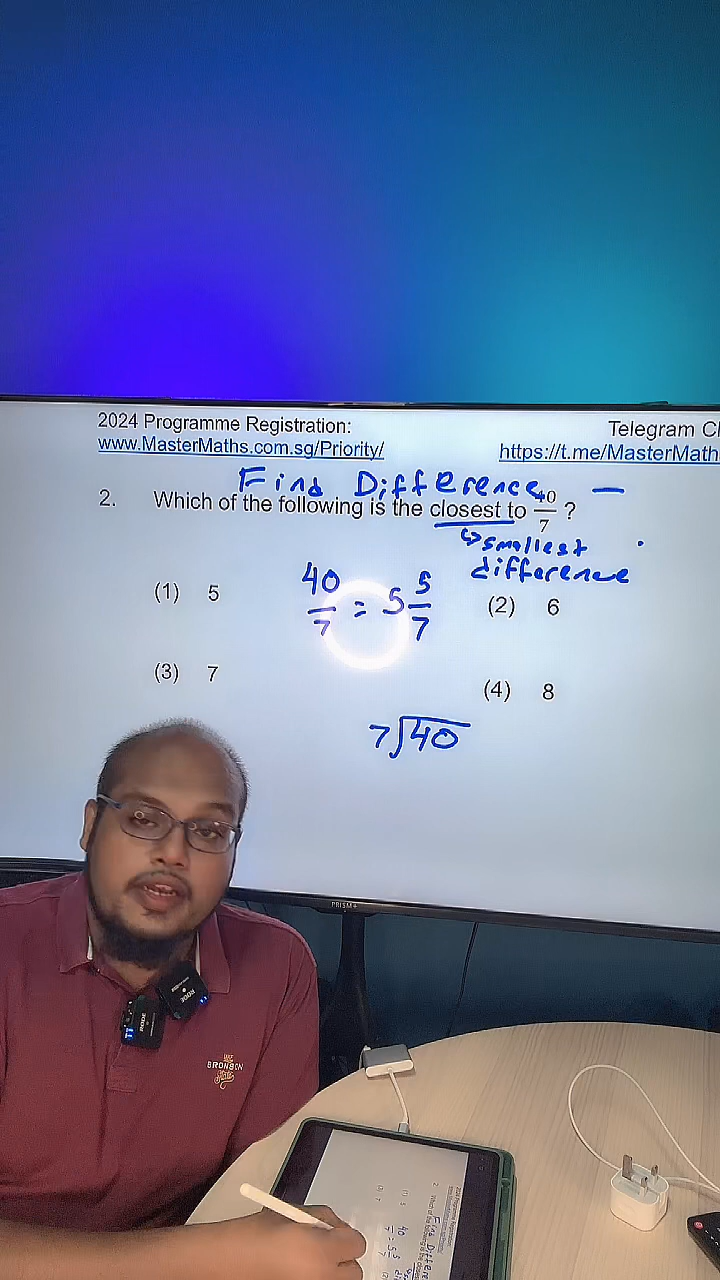 2024 Programme Registration:
www.MasterMaths.com.sg/Priority/
Telegram Cl
https://t.me/MasterMath
Find Difference –
2. Which of the following is the closest to 40/7 ?
↳ smallest
difference
40/7 = 5 5/7
(1) 5
(2) 6
(3) 7
(4) 8
7)40
PRISM+
RODE
RODE
BRONSON